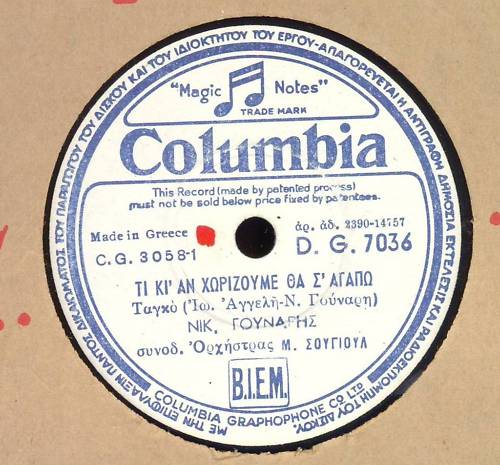 ΜΕ ΤΗΝ ΕΠΙΦΥΛΑΞΙΝ ΠΑΝΤΟΣ ΔΙΚΑΙΩΜΑΤΟΣ ΤΟΥ ΠΑΡΑΓΩΓΟΥ ΤΟΥ ΔΙΣΚΟΥ ΚΑΙ ΤΟΥ ΙΔΙΟΚΤΗΤΟΥ ΤΟΥ ΕΡΓΟΥ-ΑΠΑΓΟΡΕΥΕΤΑΙ Η ΑΝΤΙΓΡΑΦΗ ΔΗΜΟΣΙΑ ΕΚΤΕΛΕΣΙΣ ΚΑΙ ΡΑΔΙΟΕΚΠΟΜΠΗ ΤΟΥ ΔΙΣΚΟΥ.
"Magic Notes"
TRADE MARK
Columbia
This Record (made by patented process)
must not be sold below price fixed by patentees.
Made in Greece
ἀρ. ἀδ. 2390-14757
C.G. 3058-1
D. G. 7036
ΤΙ ΚΙ' ΑΝ ΧΩΡΙΖΟΥΜΕ ΘΑ Σ' ΑΓΑΠΩ
Ταγκὸ (Ἰω. Ἀγγελῆ-Ν. Γούναρη)
ΝΙΚ. ΓΟΥΝΑΡΗΣ
συνοδ. Ὀρχήστρας Μ. ΣΟΥΓΙΟΥΛ
B.I.E.M.
COLUMBIA GRAPHOPHONE CO LTD